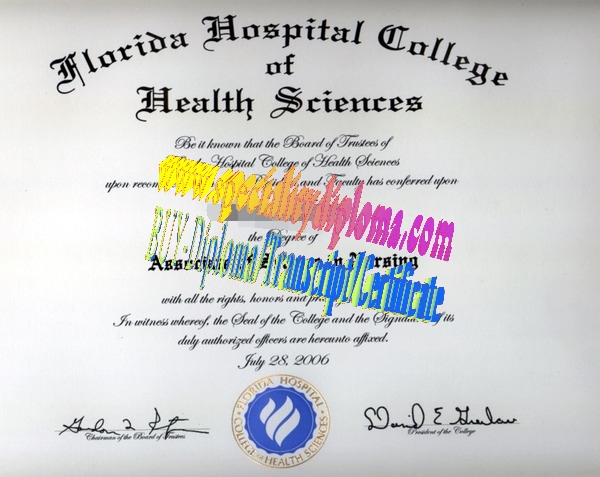 Florida Hospital College
of
Health Sciences
Be it known that the Board of Trustees of
Hospital College of Health Sciences
upon and Faculty has conferred upon
www.specialitydiploma.com
BUY-Diploma/Transcript/Certificate
the Degree of
Nursing
with all the rights, honors and
In witness whereof, the Seal of the College and the of its
duly authorized officers are hereunto affixed.
July 28, 2006
FLORIDA HOSPITAL
COLLEGE of HEALTH SCIENCES
Chairman of the Board of Trustees
David E Greenlaw
President of the College